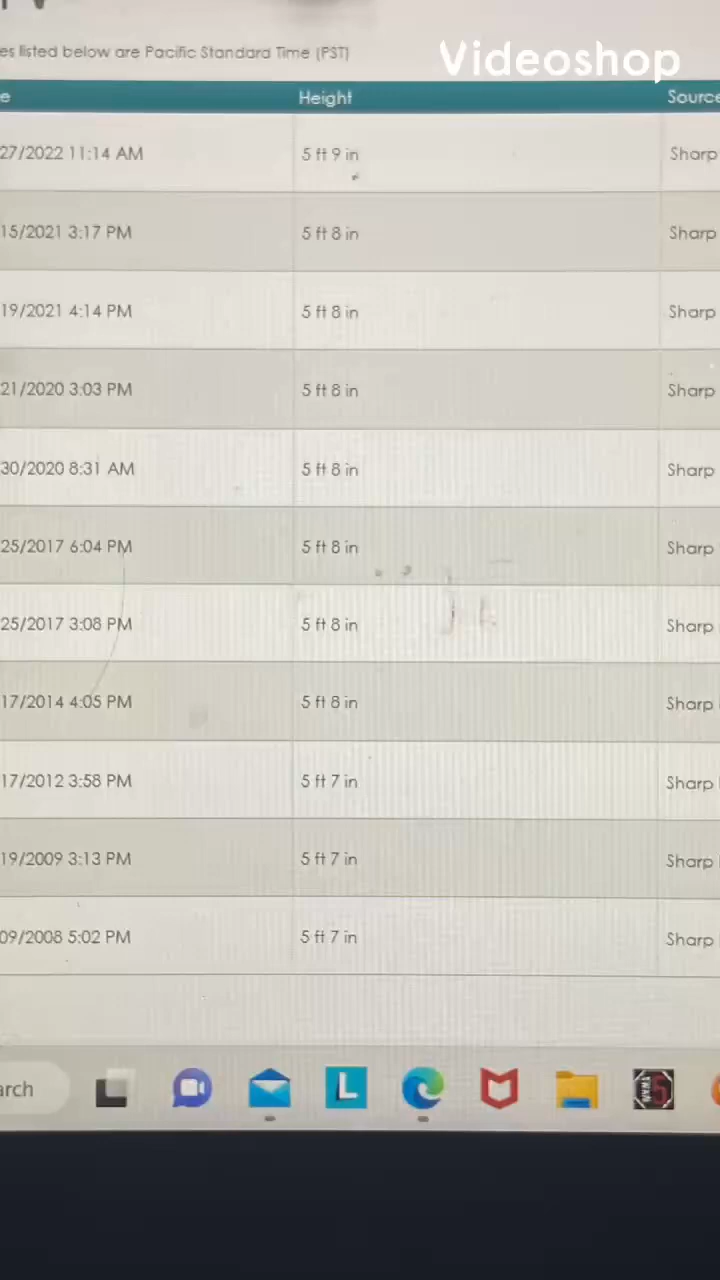 es listed below are Pacific Standard Time (PST)
Videoshop
e Height Source
27/2022 11:14 AM 5 ft 9 in Sharp
15/2021 3:17 PM 5 ft 8 in Sharp
19/2021 4:14 PM 5 ft 8 in Sharp
21/2020 3:03 PM 5 ft 8 in Sharp
30/2020 8:31 AM 5 ft 8 in Sharp
25/2017 6:04 PM 5 ft 8 in Sharp
25/2017 3:08 PM 5 ft 8 in Sharp
17/2014 4:05 PM 5 ft 8 in Sharp
17/2012 3:58 PM 5 ft 7 in Sharp
19/2009 3:13 PM 5 ft 7 in Sharp
09/2008 5:02 PM 5 ft 7 in Sharp
arch L